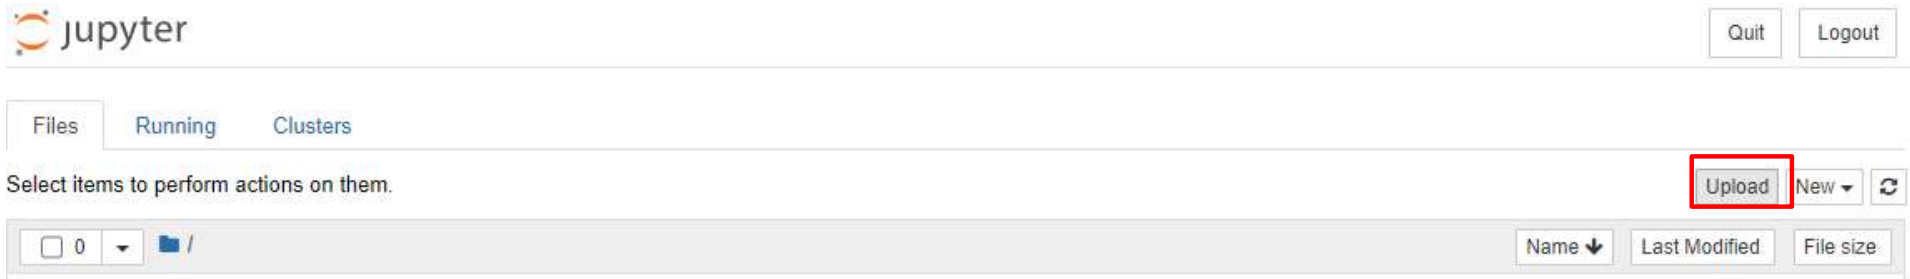 jupyter Quit Logout
Files Running Clusters
Select items to perform actions on them. Upload New
0 / Name Last Modified File size